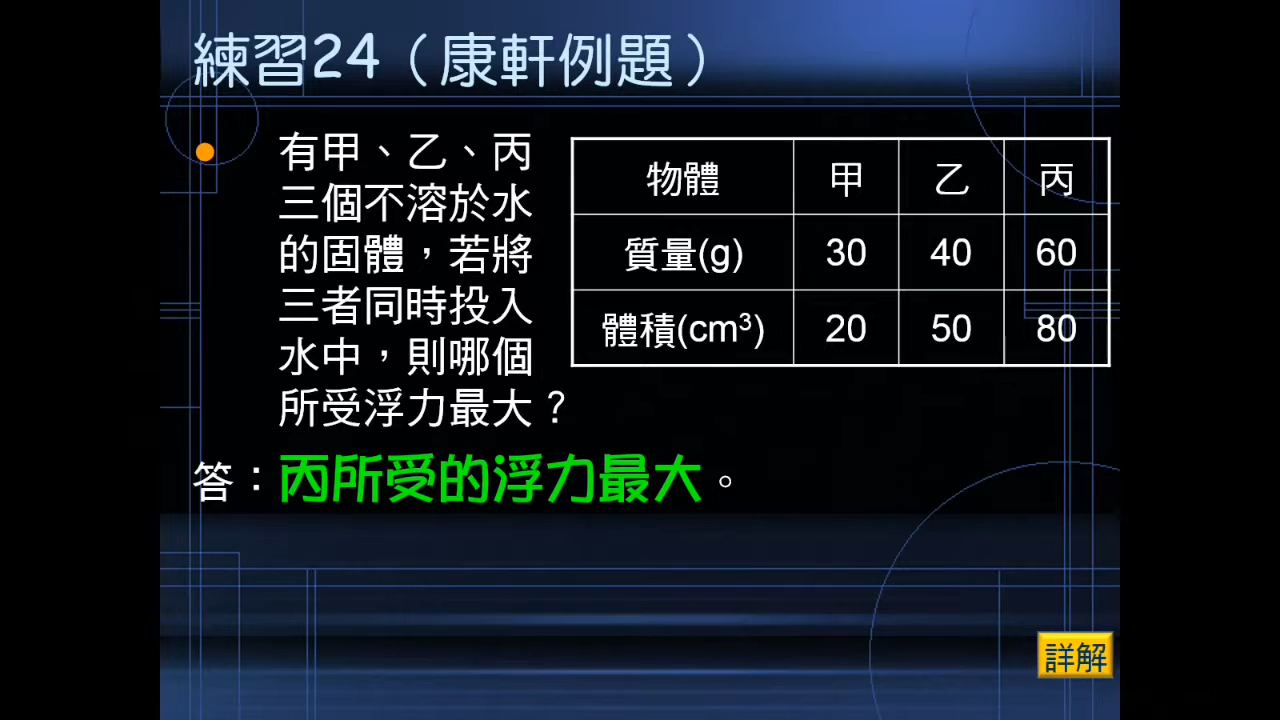 練習24（康軒例題）
有甲、乙、丙
三個不溶於水
的固體，若將
三者同時投入
水中，則哪個
所受浮力最大？
物體 甲 乙 丙
質量(g) 30 40 60
體積(cm³) 20 50 80
答：丙所受的浮力最大。
詳解